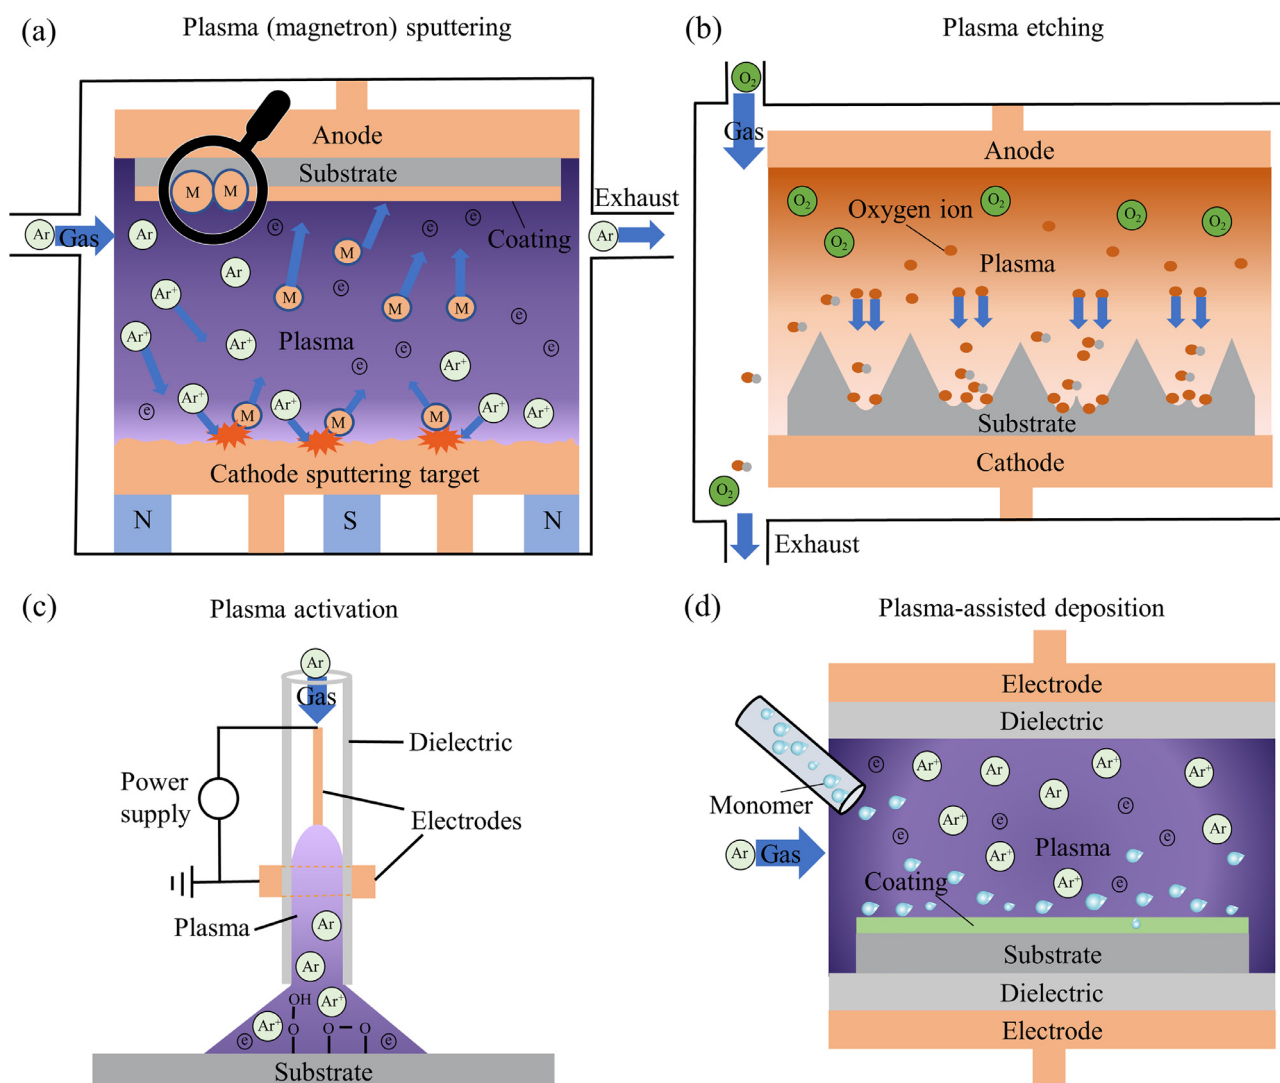 (a)
Plasma (magnetron) sputtering
Anode
Substrate
M
M
Exhaust
Ar
Gas
Ar
e
e
e
Coating
Ar
M
Ar
Ar⁺
M
e
M
M
e
Ar⁺
Ar⁺
Plasma
e
e
e
Ar
Ar⁺
Ar⁺
Ar⁺
Ar⁺
e
M
M
M
Cathode sputtering target
N
S
N
(b)
Plasma etching
O₂
Gas
Anode
O₂
Oxygen ion
O₂
O₂
O₂
O₂
Plasma
Substrate
Cathode
O₂
Exhaust
(c)
Plasma activation
Ar
Gas
Dielectric
Power
supply
Electrodes
Plasma
Ar
Ar
OH
Ar⁺
Ar⁺
O
O
O
e
e
Substrate
(d)
Plasma-assisted deposition
Electrode
Dielectric
e
Ar⁺
Ar
Ar⁺
Ar⁺
Monomer
Ar
e
Ar⁺
e
Ar
e
e
Ar
Gas
Ar⁺
Plasma
Coating
Ar⁺
e
Substrate
Dielectric
Electrode